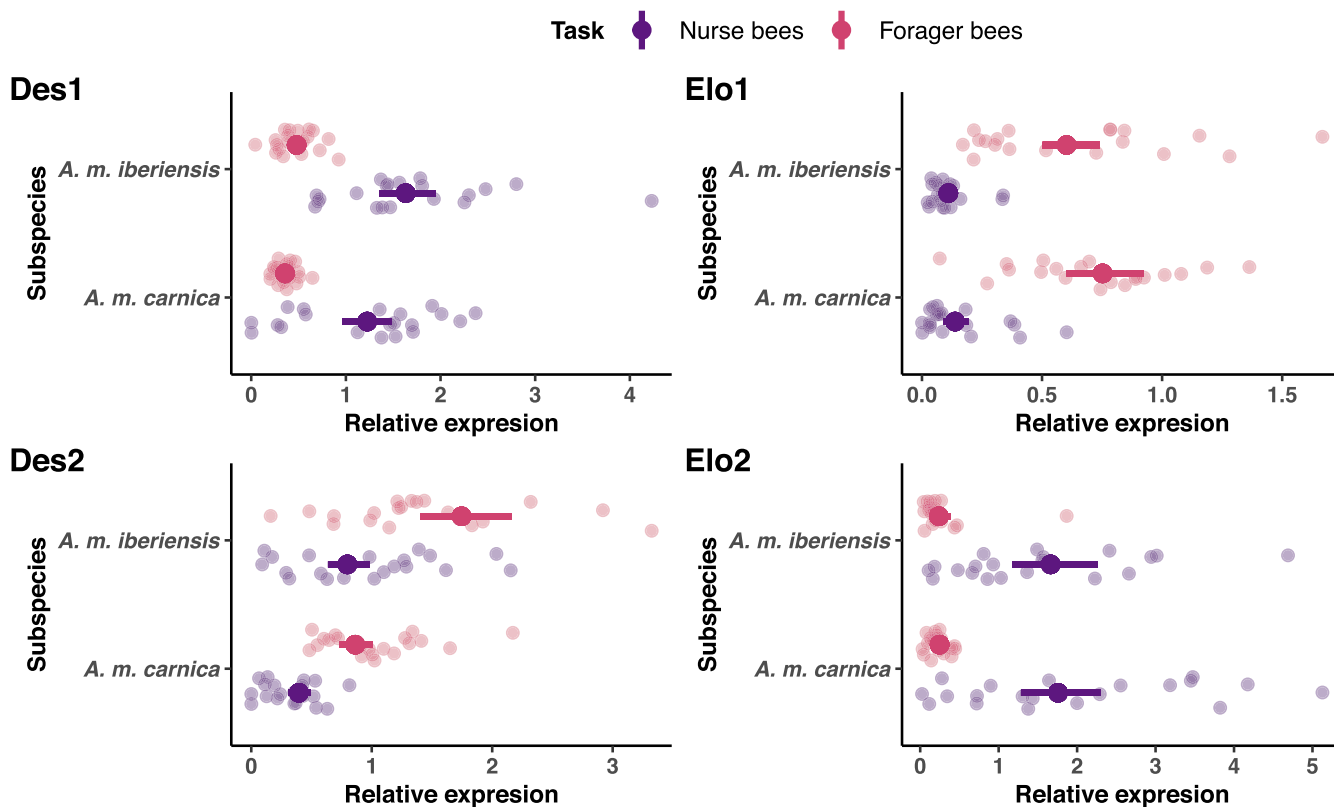 Task Nurse bees Forager bees
Des1
Subspecies
A. m. iberiensis
A. m. carnica
0 1 2 3 4
Relative expresion
Elo1
Subspecies
A. m. iberiensis
A. m. carnica
0.0 0.5 1.0 1.5
Relative expresion
Des2
Subspecies
A. m. iberiensis
A. m. carnica
0 1 2 3
Relative expresion
Elo2
Subspecies
A. m. iberiensis
A. m. carnica
0 1 2 3 4 5
Relative expresion